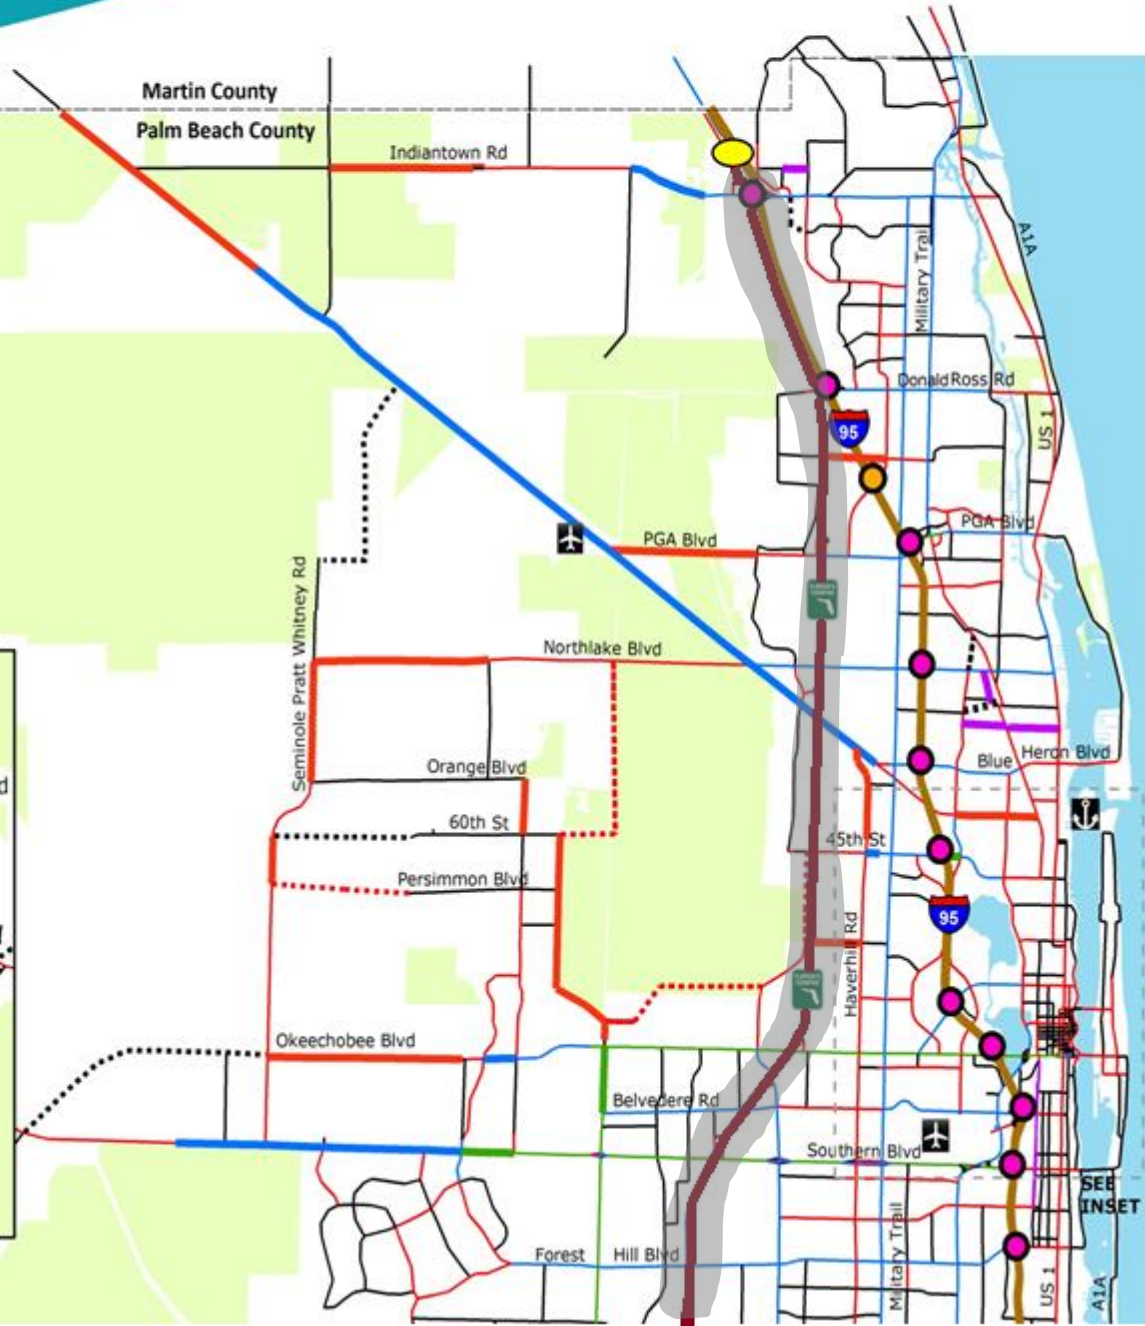 Martin County
Palm Beach County
Indiantown Rd
A1A
Military Trail
DonaldRoss Rd
US 1
95
PGA Blvd
PGA Blvd
Seminole Pratt Whitney Rd
Northlake Blvd
Orange Blvd
Blue Heron Blvd
60th St
45th St
Persimmon Blvd
95
Haverhill Rd
Okeechobee Blvd
Belvedere Rd
Southern Blvd
SEE
INSET
Military Trail
Forest Hill Blvd
US 1
A1A